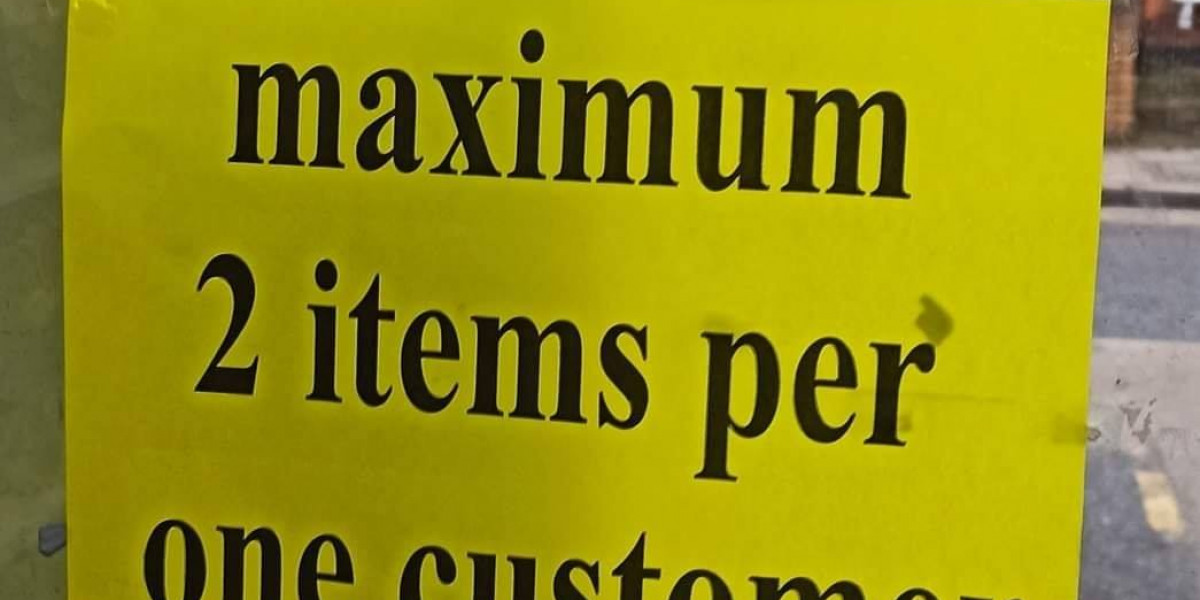 maximum
2 items per
one customer